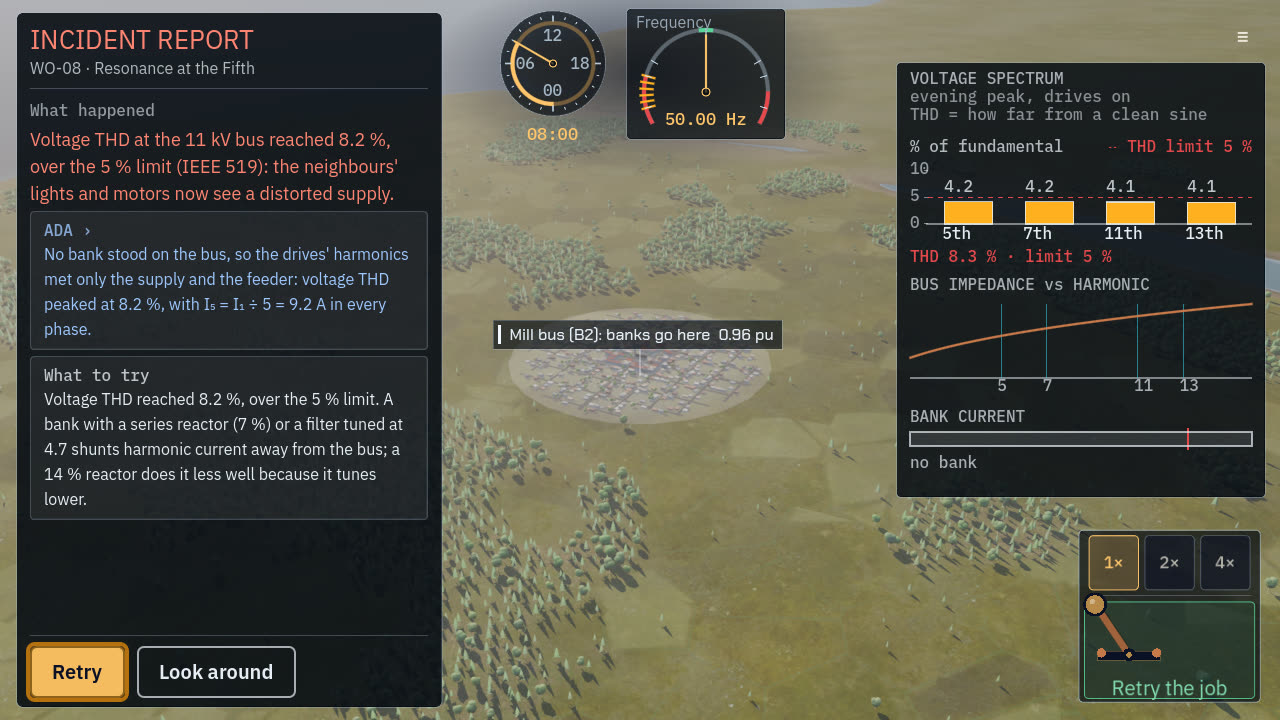 INCIDENT REPORT
WO-08 · Resonance at the Fifth
What happened
Voltage THD at the 11 kV bus reached 8.2 %,
over the 5 % limit (IEEE 519): the neighbours'
lights and motors now see a distorted supply.
ADA ›
No bank stood on the bus, so the drives' harmonics
met only the supply and the feeder: voltage THD
peaked at 8.2 %, with I₅ = I₁ ÷ 5 = 9.2 A in every
phase.
What to try
Voltage THD reached 8.2 %, over the 5 % limit. A
bank with a series reactor (7 %) or a filter tuned at
4.7 shunts harmonic current away from the bus; a
14 % reactor does it less well because it tunes
lower.
Retry
Look around
12
06
18
00
08:00
Frequency
50.00 Hz
Mill bus (B2): banks go here 0.96 pu
≡
VOLTAGE SPECTRUM
evening peak, drives on
THD = how far from a clean sine
% of fundamental
-- THD limit 5 %
10
5
0
4.2 4.2 4.1 4.1
5th 7th 11th 13th
THD 8.3 % · limit 5 %
BUS IMPEDANCE vs HARMONIC
5 7 11 13
BANK CURRENT
no bank
1× 2× 4×
Retry the job